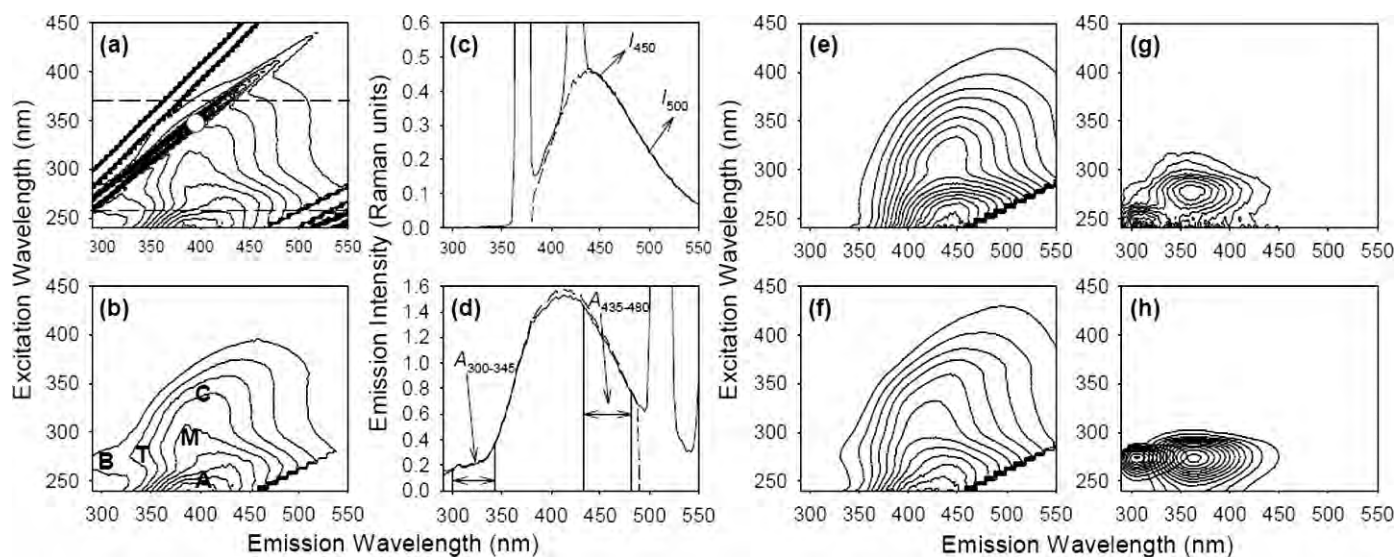 (a)
(c)
(e)
(g)
450
400
350
300
250
300 350 400 450 500 550
0.6
0.5
0.4
0.3
0.2
0.1
0.0
I450
I500
300 350 400 450 500 550
450
400
350
300
250
300 350 400 450 500 550
450
400
350
300
250
300 350 400 450 500 550
(b)
(d)
(f)
(h)
450
400
350
300
250
B T C M A
300 350 400 450 500 550
1.6
1.4
1.2
1.0
0.8
0.6
0.4
0.2
0.0
A300-345
A435-480
300 350 400 450 500 550
450
400
350
300
250
300 350 400 450 500 550
450
400
350
300
250
300 350 400 450 500 550
Excitation Wavelength (nm)
Emission Intensity (Raman units)
Excitation Wavelength (nm)
Emission Wavelength (nm)
Emission Wavelength (nm)